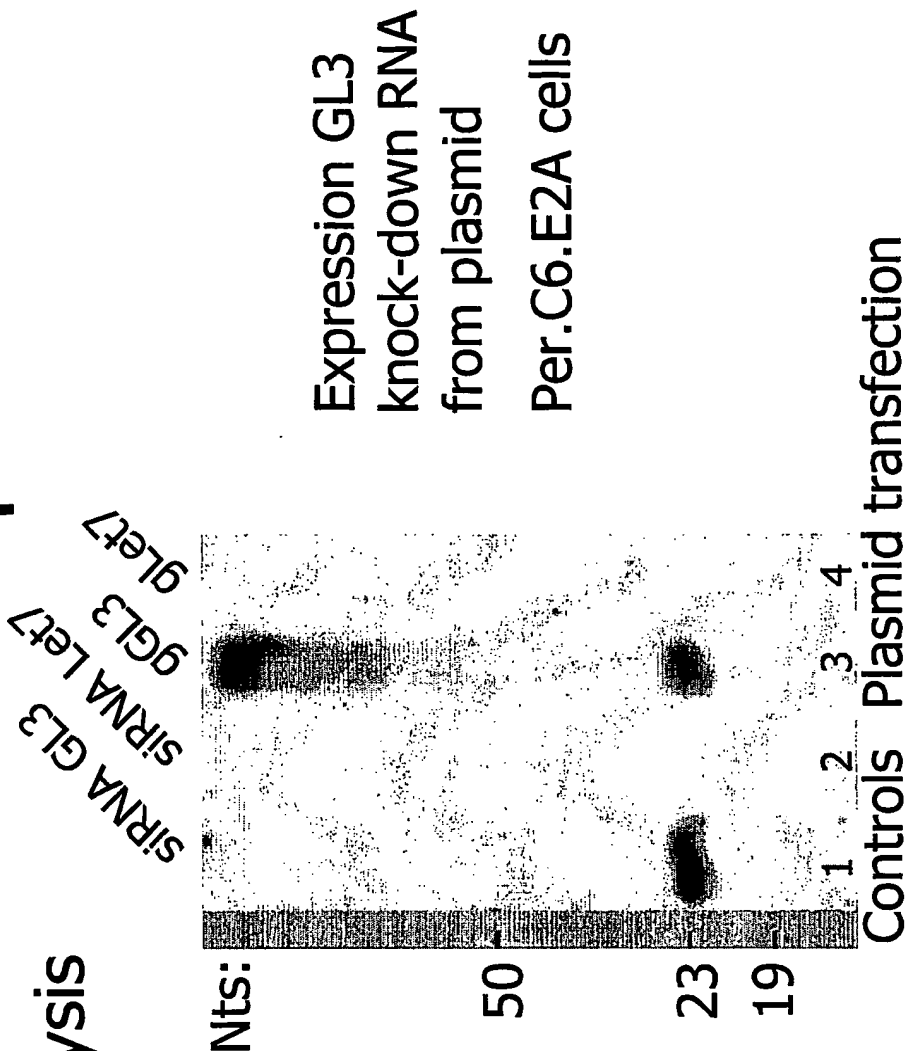 ysis
siRNA GL3
siRNA Let7
gGL3
gLet7
Nts:
50
23
19
1 2 3 4
Controls Plasmid transfection
Expression GL3
knock-down RNA
from plasmid
Per.C6.E2A cells